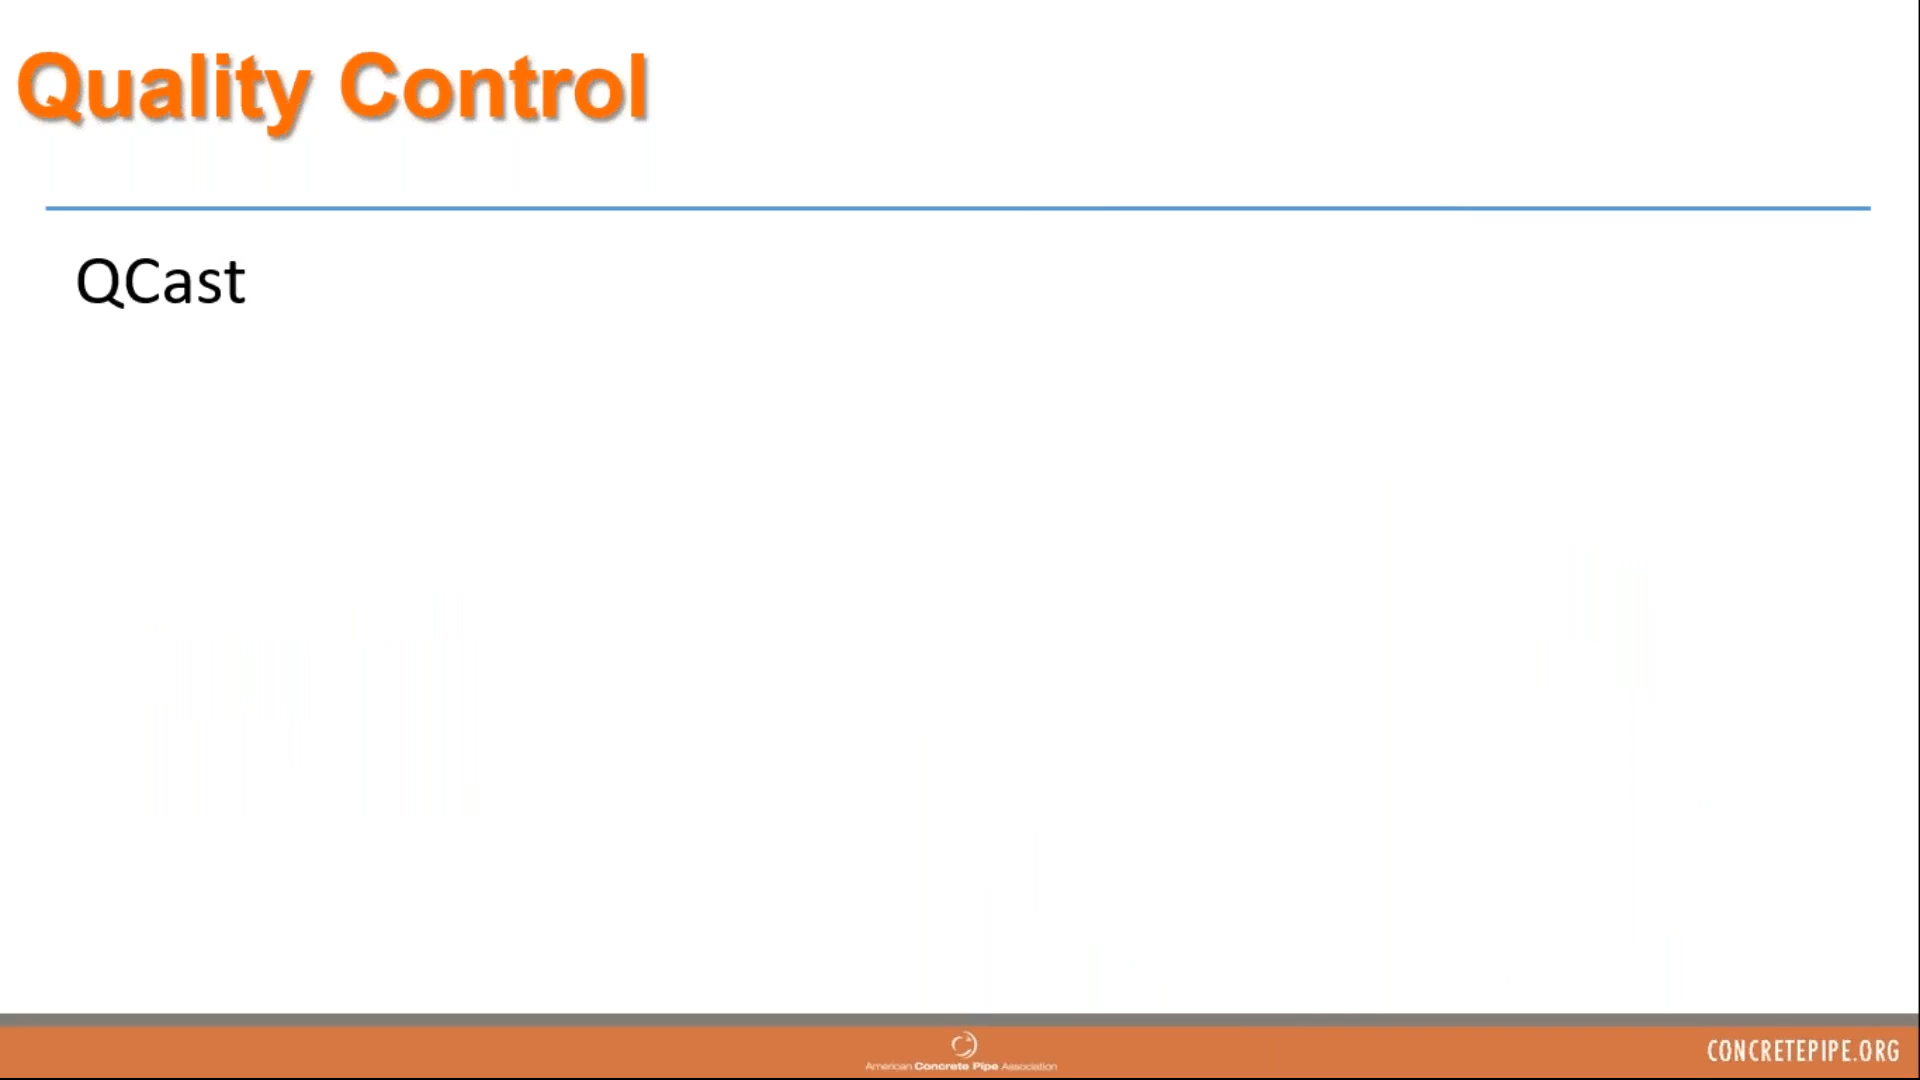 Quality Control
QCast
American Concrete Pipe Association
CONCRETEPIPE.ORG